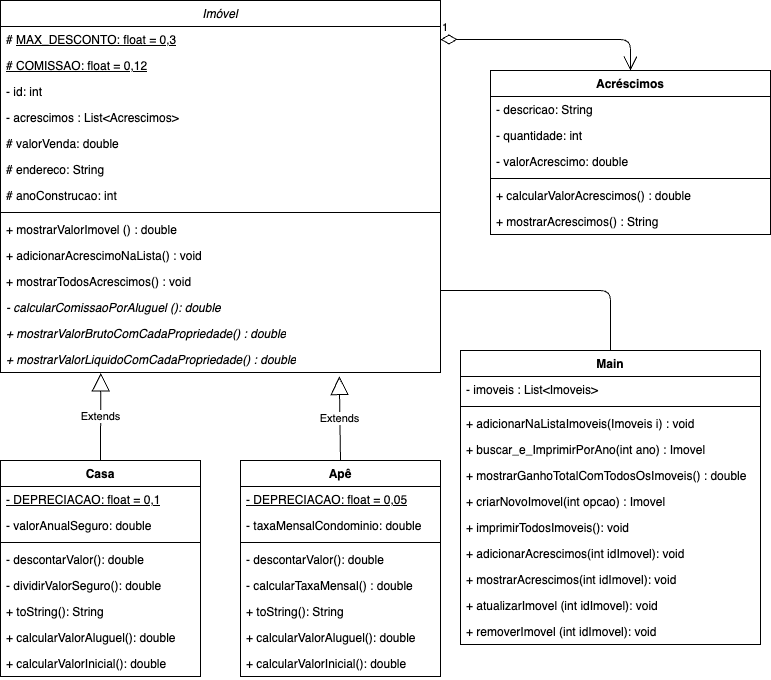 Imóvel
# MAX_DESCONTO: float = 0,3
# COMISSAO: float = 0,12
- id: int
- acrescimos : List<Acrescimos>
# valorVenda: double
# endereco: String
# anoConstrucao: int
+ mostrarValorImovel () : double
+ adicionarAcrescimoNaLista() : void
+ mostrarTodosAcrescimos() : void
- calcularComissaoPorAluguel (): double
+ mostrarValorBrutoComCadaPropriedade() : double
+ mostrarValorLiquidoComCadaPropriedade() : double
1
Acréscimos
- descricao: String
- quantidade: int
- valorAcrescimo: double
+ calcularValorAcrescimos() : double
+ mostrarAcrescimos() : String
Extends
Extends
Casa
- DEPRECIACAO: float = 0,1
- valorAnualSeguro: double
- descontarValor(): double
- dividirValorSeguro(): double
+ toString(): String
+ calcularValorAluguel(): double
+ calcularValorInicial(): double
Apê
- DEPRECIACAO: float = 0,05
- taxaMensalCondominio: double
- descontarValor(): double
- calcularTaxaMensal() : double
+ toString(): String
+ calcularValorAluguel(): double
+ calcularValorInicial(): double
Main
- imoveis : List<Imoveis>
+ adicionarNaListaImoveis(Imoveis i) : void
+ buscar_e_ImprimirPorAno(int ano) : Imovel
+ mostrarGanhoTotalComTodosOsImoveis() : double
+ criarNovoImovel(int opcao) : Imovel
+ imprimirTodosImoveis(): void
+ adicionarAcrescimos(int idImovel): void
+ mostrarAcrescimos(int idImovel): void
+ atualizarImovel (int idImovel): void
+ removerImovel (int idImovel): void